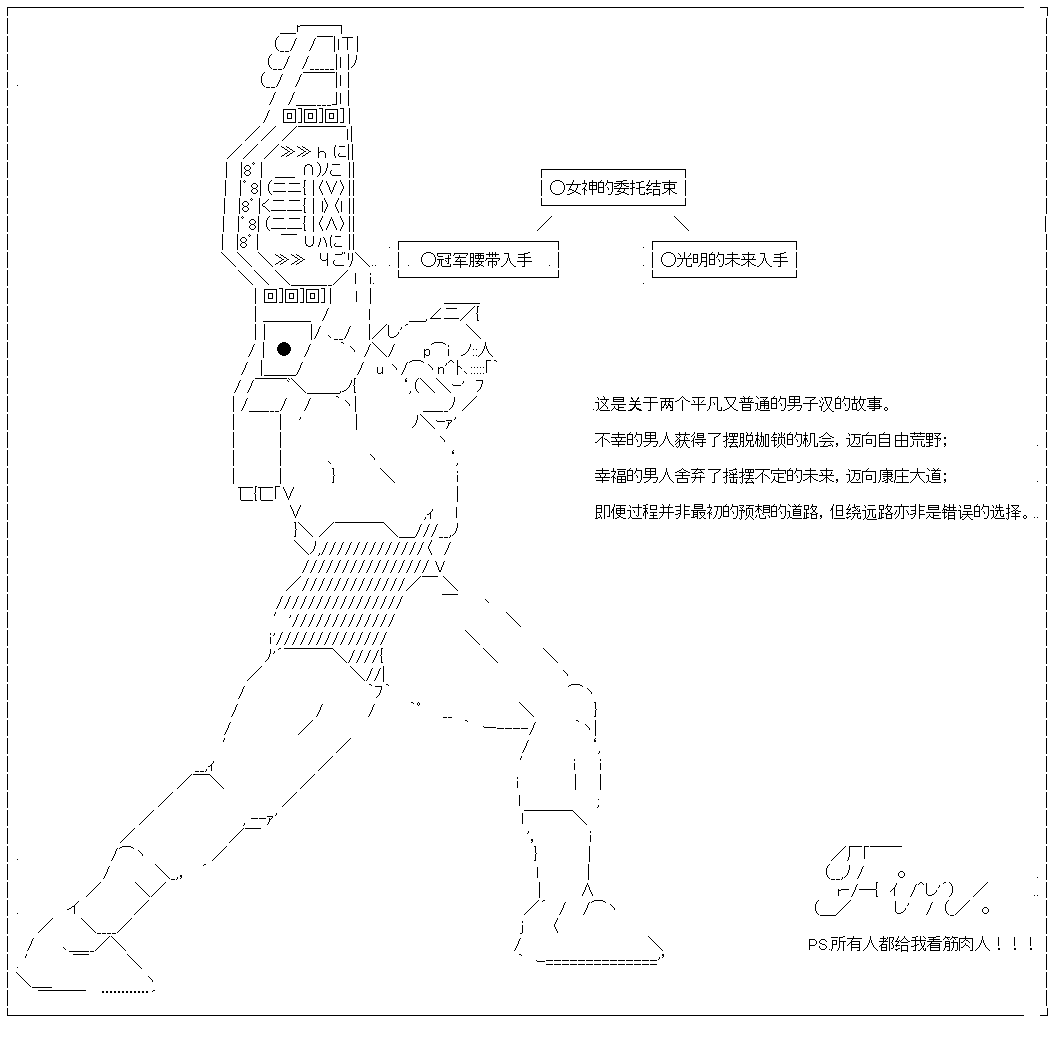 ○女神的委托结束
○冠军腰带入手
○光明的未来入手
这是关于两个平凡又普通的男子汉的故事。
不幸的男人获得了摆脱枷锁的机会，迈向自由荒野；
幸福的男人舍弃了摇摆不定的未来，迈向康庄大道；
即便过程并非最初的预想的道路，但绕远路亦非是错误的选择。
Fin。
PS.所有人都给我看筋肉人！！！